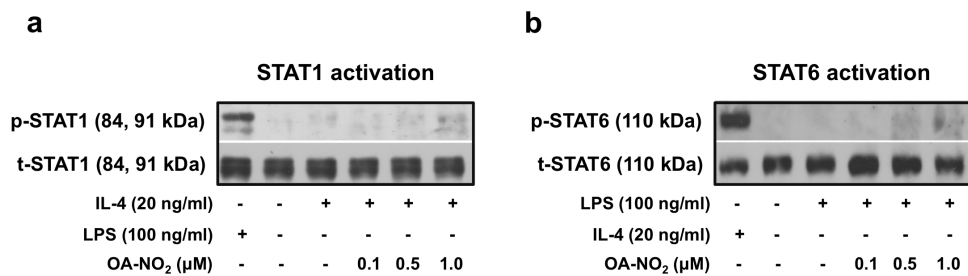 a
STAT1 activation
p-STAT1 (84, 91 kDa)
t-STAT1 (84, 91 kDa)
IL-4 (20 ng/ml) - - + + + +
LPS (100 ng/ml) + - - - - -
OA-NO₂ (µM) - - - 0.1 0.5 1.0
b
STAT6 activation
p-STAT6 (110 kDa)
t-STAT6 (110 kDa)
LPS (100 ng/ml) - - + + + +
IL-4 (20 ng/ml) + - - - - -
OA-NO₂ (µM) - - - 0.1 0.5 1.0